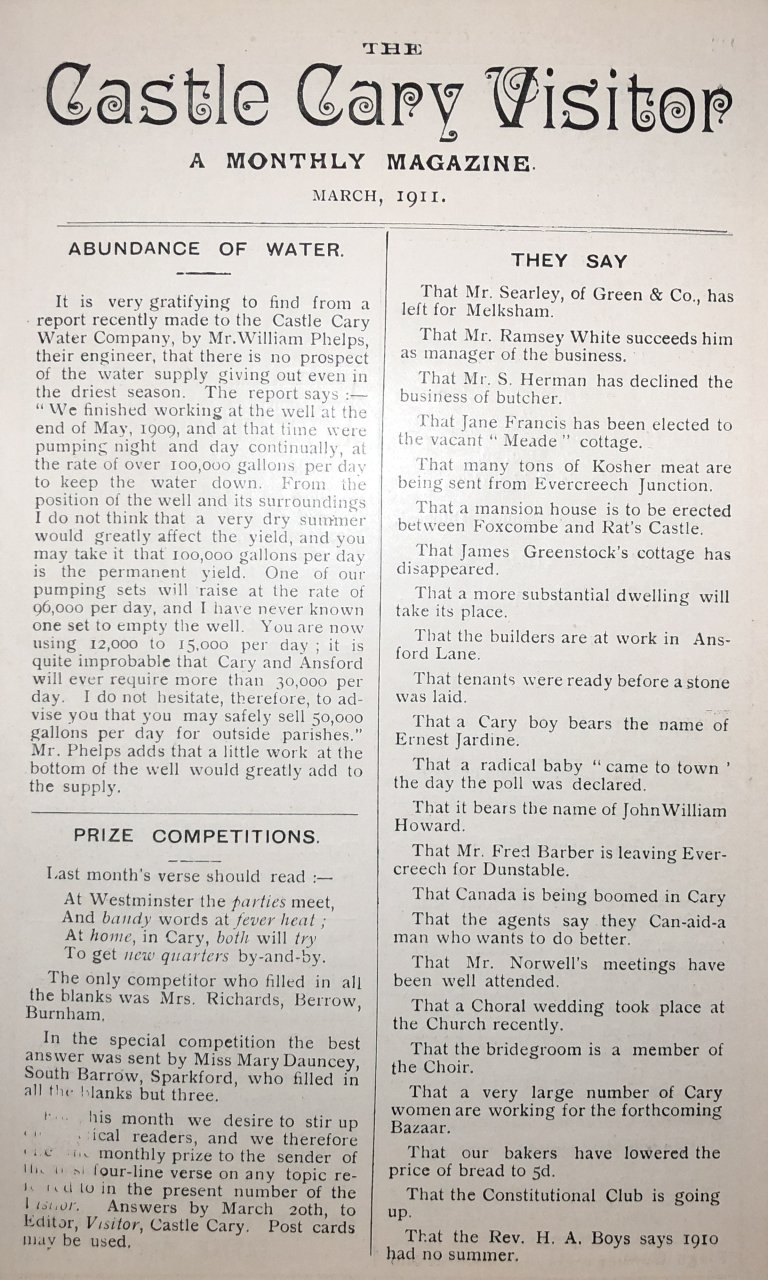 THE
Castle Cary Visitor
A MONTHLY MAGAZINE.
MARCH, 1911.
ABUNDANCE OF WATER.
It is very gratifying to find from a
report recently made to the Castle Cary
Water Company, by Mr.William Phelps,
their engineer, that there is no prospect
of the water supply giving out even in
the driest season. The report says :—
“ We finished working at the well at the
end of May, 1909, and at that time were
pumping night and day continually, at
the rate of over 100,000 gallons per day
to keep the water down. From the
position of the well and its surroundings
I do not think that a very dry summer
would greatly affect the yield, and you
may take it that 100,000 gallons per day
is the permanent yield. One of our
pumping sets will raise at the rate of
96,000 per day, and I have never known
one set to empty the well. You are now
using 12,000 to 15,000 per day ; it is
quite improbable that Cary and Ansford
will ever require more than 30,000 per
day. I do not hesitate, therefore, to ad-
vise you that you may safely sell 50,000
gallons per day for outside parishes.”
Mr. Phelps adds that a little work at the
bottom of the well would greatly add to
the supply.
PRIZE COMPETITIONS.
Last month's verse should read :—
At Westminster the parties meet,
And bandy words at fever heat ;
At home, in Cary, both will try
To get new quarters by-and-by.
The only competitor who filled in all
the blanks was Mrs. Richards, Berrow,
Burnham.
In the special competition the best
answer was sent by Miss Mary Dauncey,
South Barrow, Sparkford, who filled in
all the blanks but three.
his month we desire to stir up
ical readers, and we therefore
monthly prize to the sender of
four-line verse on any topic re-
to in the present number of the
Visitor. Answers by March 20th, to
Editor, Visitor, Castle Cary. Post cards
may be used.
THEY SAY
That Mr. Searley, of Green & Co., has
left for Melksham.
That Mr. Ramsey White succeeds him
as manager of the business.
That Mr. S. Herman has declined the
business of butcher.
That Jane Francis has been elected to
the vacant “ Meade ” cottage.
That many tons of Kosher meat are
being sent from Evercreech Junction.
That a mansion house is to be erected
between Foxcombe and Rat's Castle.
That James Greenstock's cottage has
disappeared.
That a more substantial dwelling will
take its place.
That the builders are at work in Ans-
ford Lane.
That tenants were ready before a stone
was laid.
That a Cary boy bears the name of
Ernest Jardine.
That a radical baby “ came to town ’
the day the poll was declared.
That it bears the name of John William
Howard.
That Mr. Fred Barber is leaving Ever-
creech for Dunstable.
That Canada is being boomed in Cary
That the agents say they Can-aid-a
man who wants to do better.
That Mr. Norwell's meetings have
been well attended.
That a Choral wedding took place at
the Church recently.
That the bridegroom is a member of
the Choir.
That a very large number of Cary
women are working for the forthcoming
Bazaar.
That our bakers have lowered the
price of bread to 5d.
That the Constitutional Club is going
up.
That the Rev. H. A. Boys says 1910
had no summer.